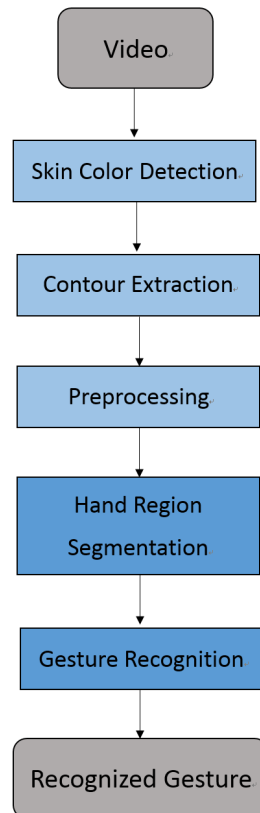 Video
Skin Color Detection
Contour Extraction
Preprocessing
Hand Region
Segmentation
Gesture Recognition
Recognized Gesture